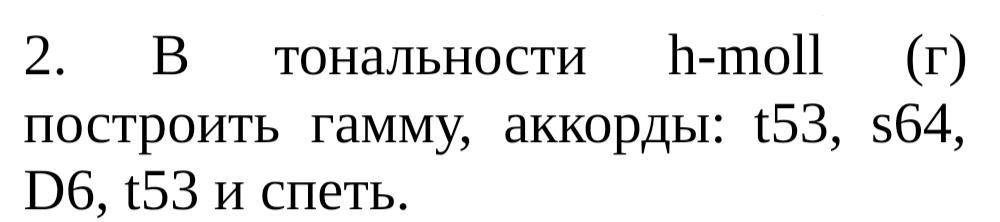 2. В тональности h-moll (г)
построить гамму, аккорды: t53, s64,
D6, t53 и спеть.